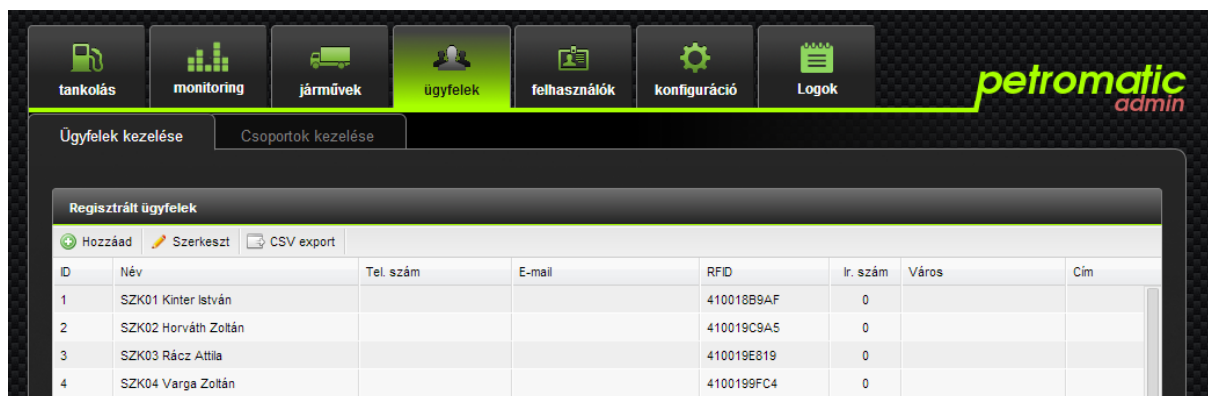 tankolás monitoring járművek ügyfelek felhasználók konfiguráció Logok
petromatic
admin
Ügyfelek kezelése Csoportok kezelése
Regisztrált ügyfelek
Hozzáad Szerkeszt CSV export
ID Név Tel. szám E-mail RFID Ir. szám Város Cím
1 SZK01 Kinter István 410018B9AF 0
2 SZK02 Horváth Zoltán 410019C9A5 0
3 SZK03 Rácz Attila 410019E819 0
4 SZK04 Varga Zoltán 4100199FC4 0